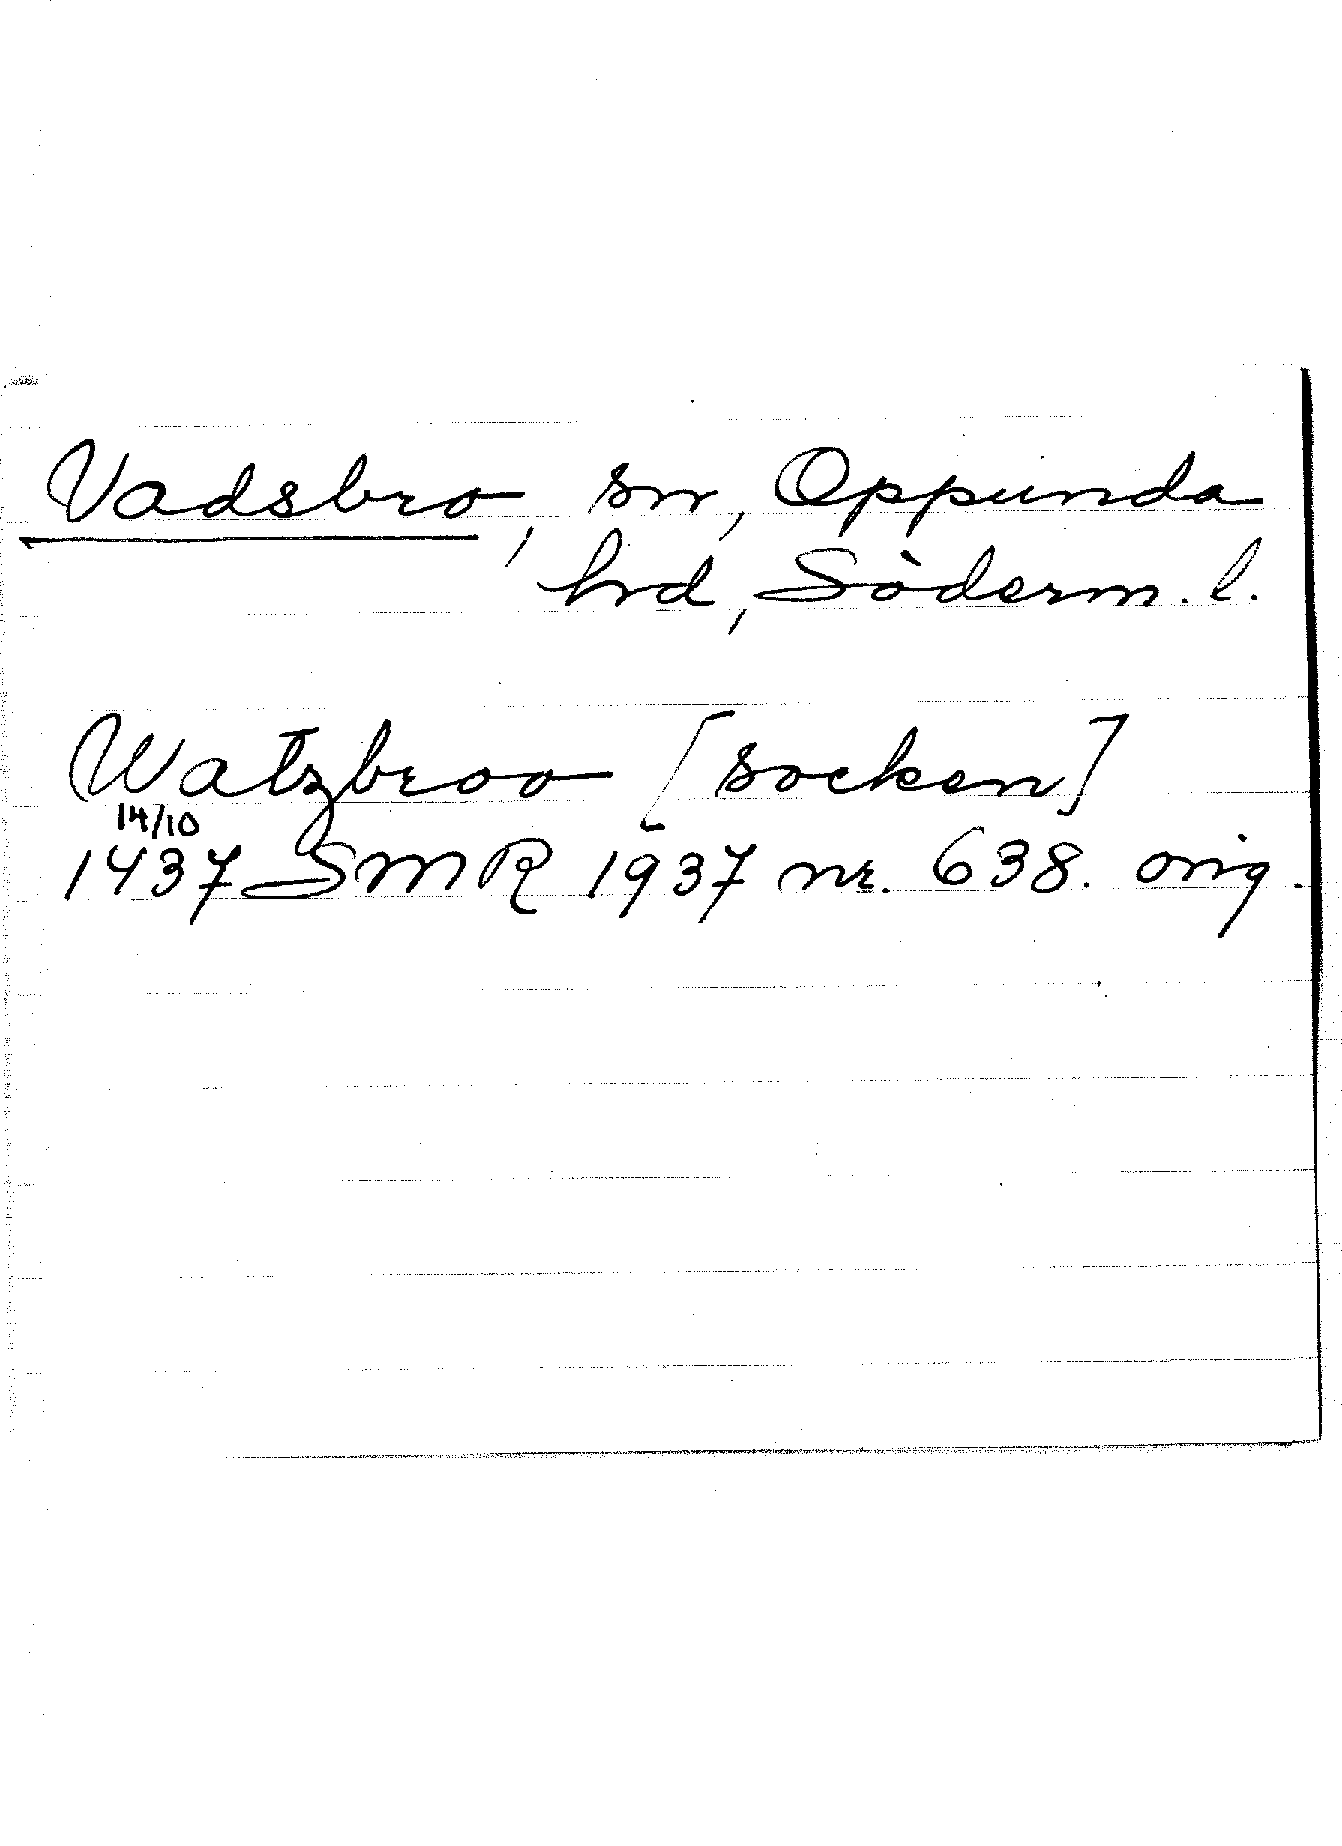 Vadsbro, sn, Oppunda
hd, Söderm. l.
Watzbroo [socken]
14/10
1437 SMR 1937 nr. 638. orig.